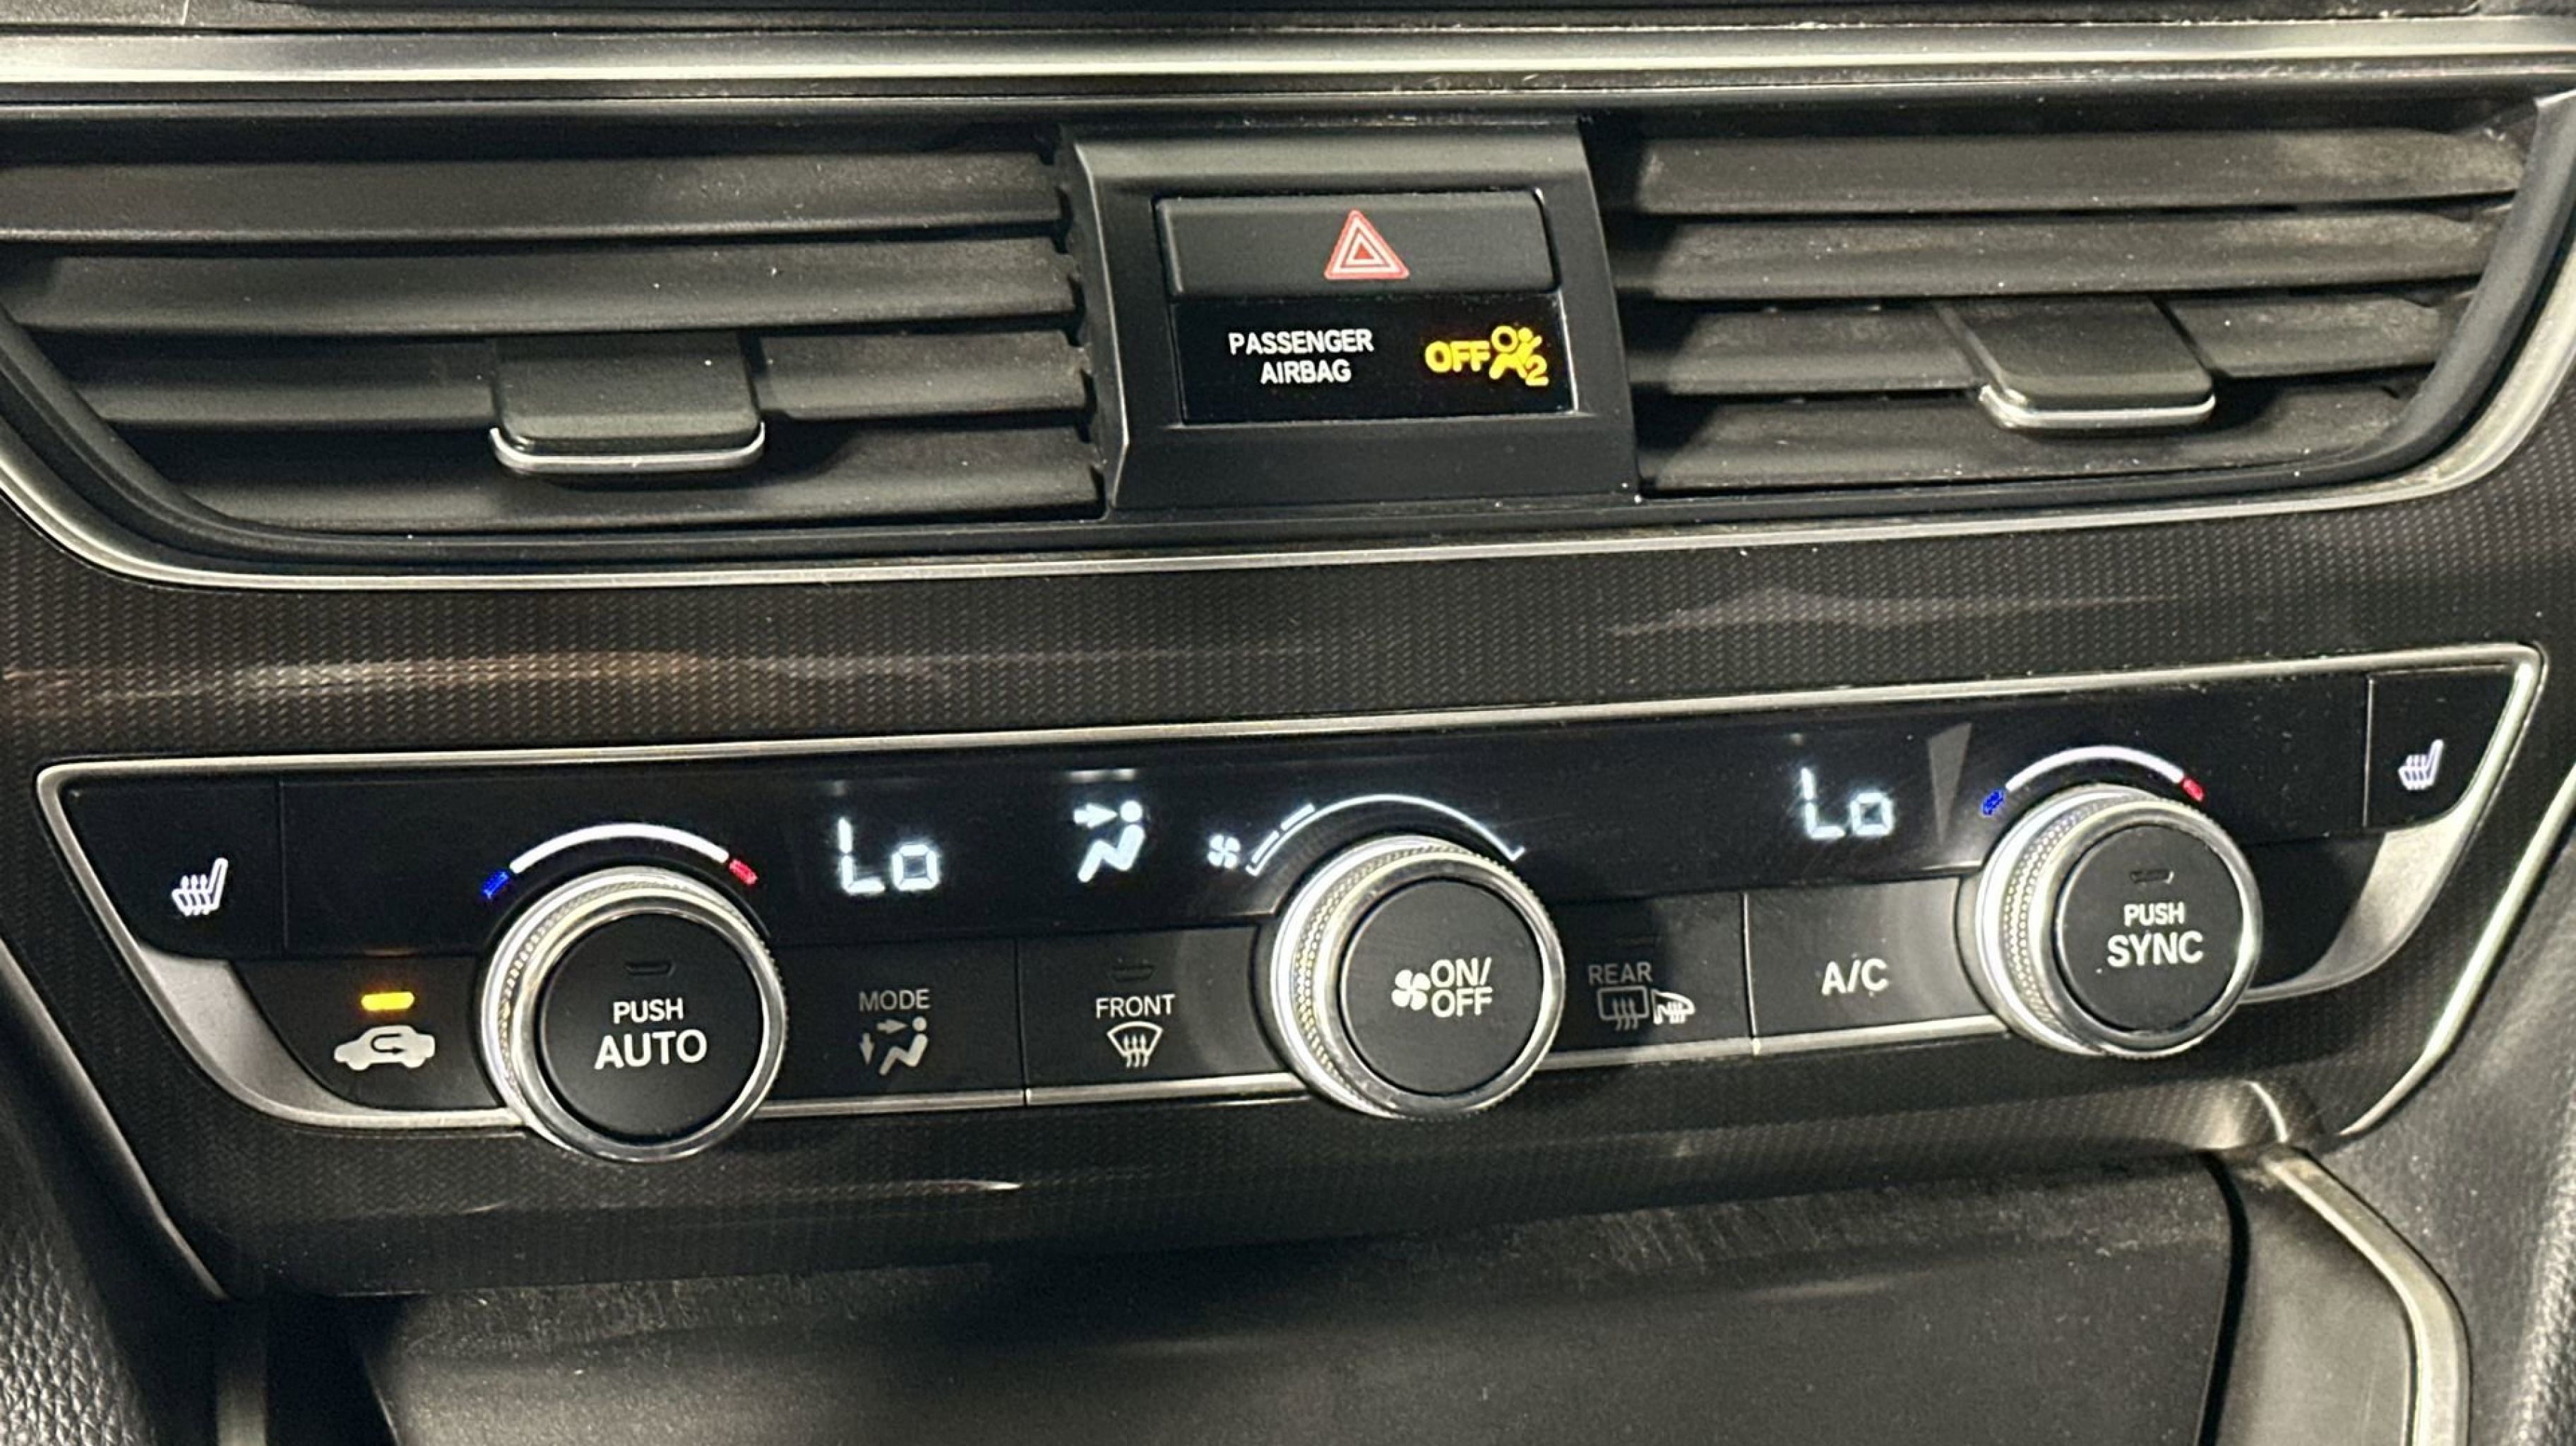 PASSENGER
AIRBAG
OFF
2
Lo
Lo
PUSH
AUTO
MODE
FRONT
ON/
OFF
REAR
A/C
PUSH
SYNC